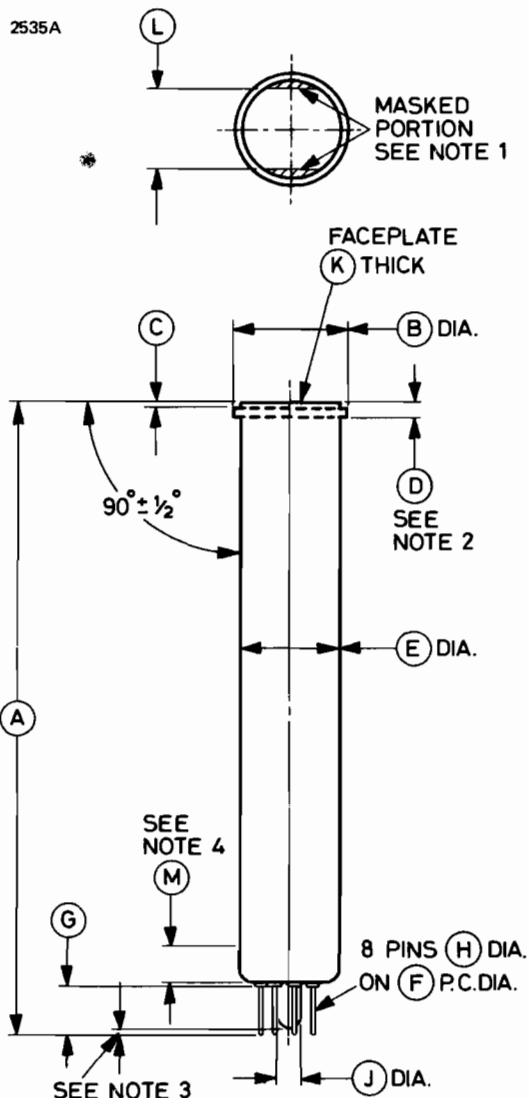 2535A
L
MASKED
PORTION
SEE NOTE 1
FACEPLATE
K THICK
C
B DIA.
D
SEE
NOTE 2
90° ± ½°
E DIA.
A
SEE
NOTE 4
M
G
8 PINS H DIA.
ON F P.C.DIA.
SEE NOTE 3
J DIA.